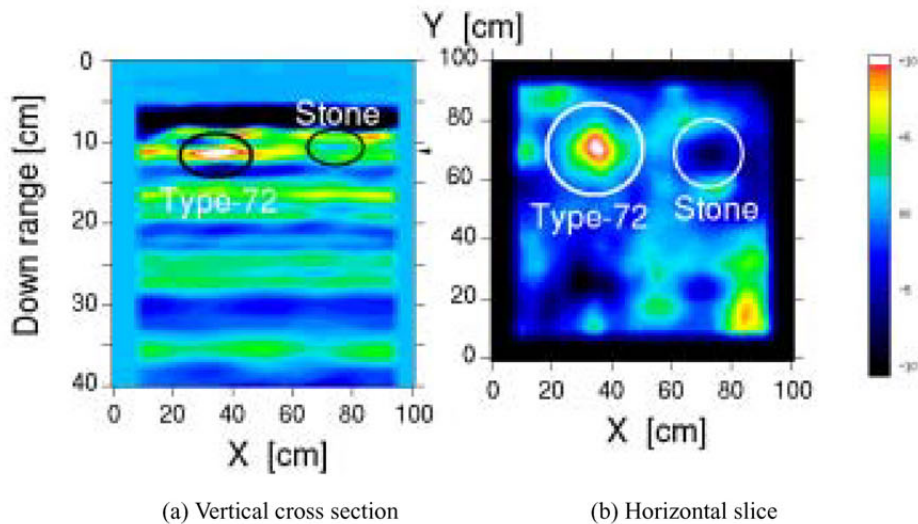 Y [cm]
0
10
20
30
40
Down range [cm]
Stone
Type-72
0 20 40 60 80 100
X [cm]
100
80
60
40
20
0
Type-72 Stone
0 20 40 60 80 100
X [cm]
(a) Vertical cross section
(b) Horizontal slice